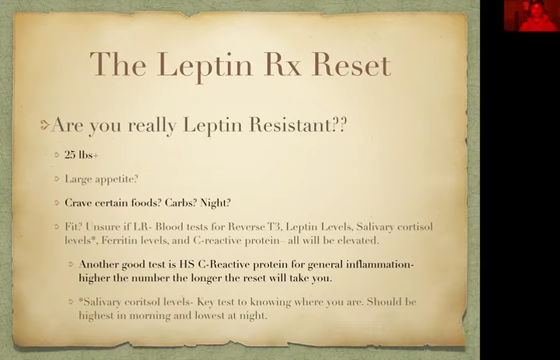 The Leptin Rx Reset
Are you really Leptin Resistant??
25 lbs+
Large appetite?
Crave certain foods? Carbs? Night?
Fit? Unsure if LR- Blood tests for Reverse T3, Leptin Levels, Salivary cortisol
levels*, Ferritin levels, and C-reactive protein- all will be elevated.
Another good test is HS C-Reactive protein for general inflammation-
higher the number the longer the reset will take you.
*Salivary coritsol levels- Key test to knowing where you are. Should be
highest in morning and lowest at night.